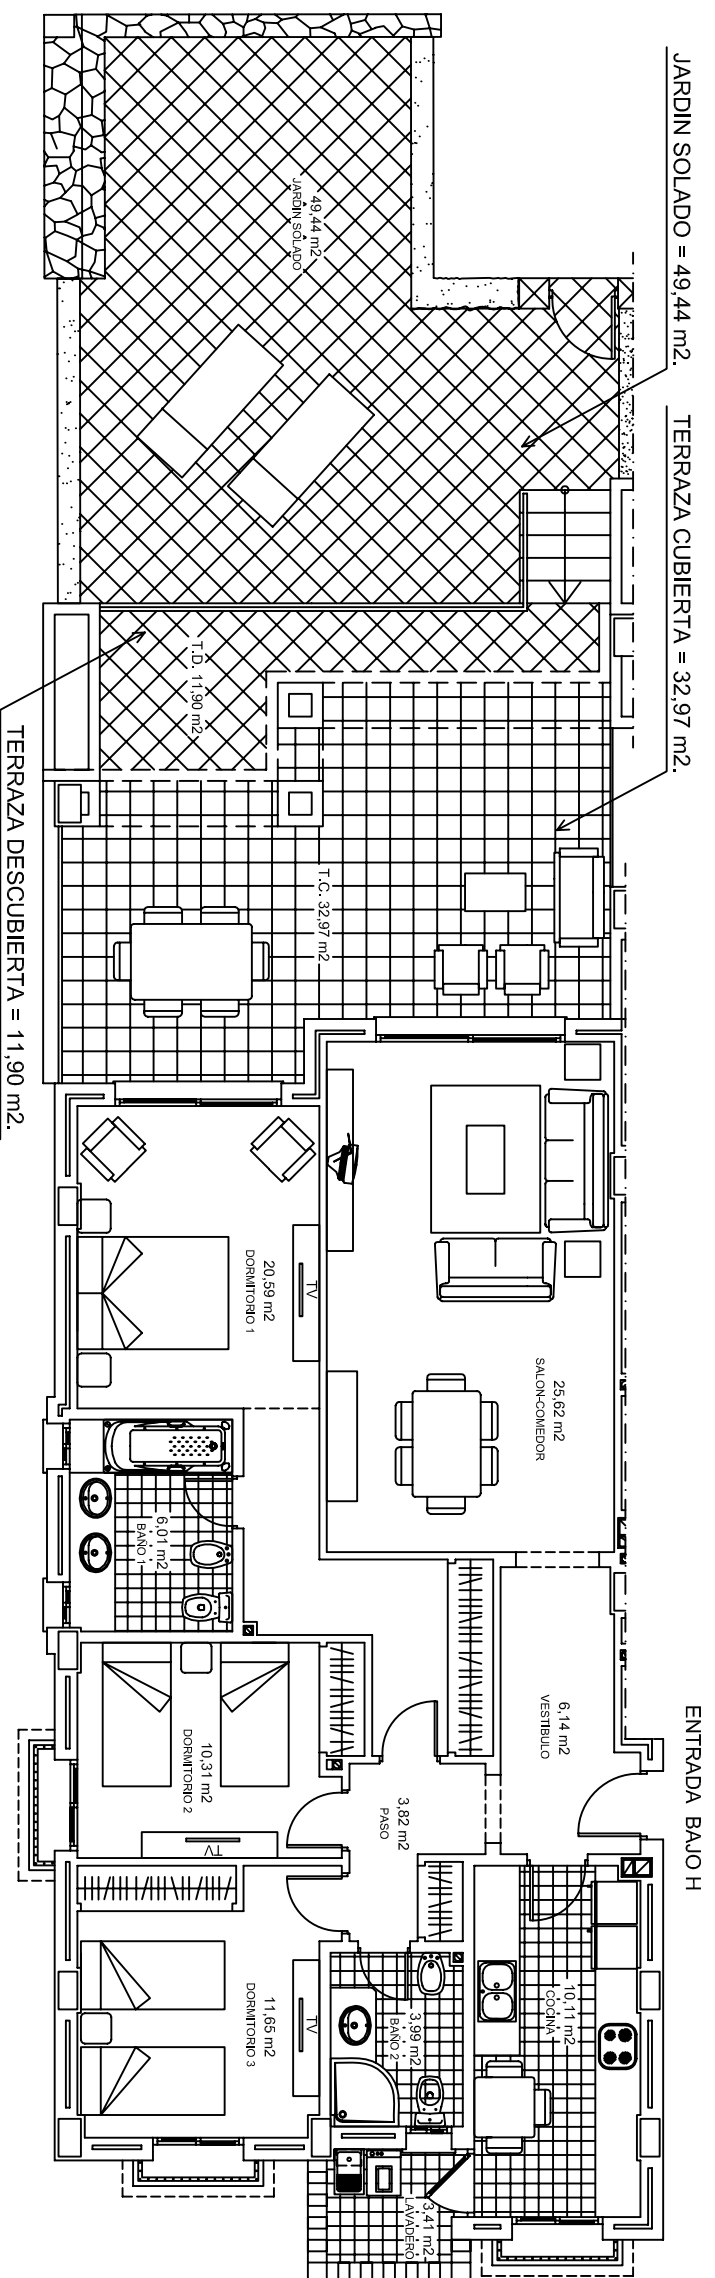 JARDIN SOLADO = 49,44 m2.
TERRAZA CUBIERTA = 32,97 m2.
ENTRADA BAJO H
49,44 m2
JARDIN SOLADO
T.D. 11,90 m2
T.C. 32,97 m2
TERRAZA DESCUBIERTA = 11,90 m2.
25,62 m2
SALON-COMEDOR
TV
20,59 m2
DORMITORIO 1
6,01 m2
BAÑO 1
6,14 m2
VESTIBULO
10,31 m2
DORMITORIO 2
TV
3,82 m2
PASO
10,11 m2
COCINA
3,99 m2
BAÑO 2
TV
11,65 m2
DORMITORIO 3
3,41 m2
LAVADERO